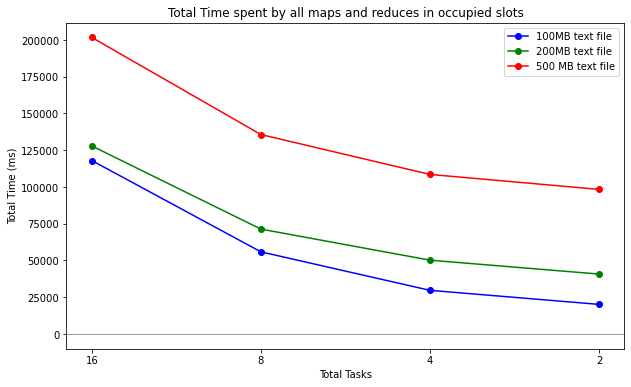 Total Time spent by all maps and reduces in occupied slots
100MB text file
200MB text file
500 MB text file
Total Time (ms)
200000
175000
150000
125000
100000
75000
50000
25000
0
16 8 4 2
Total Tasks